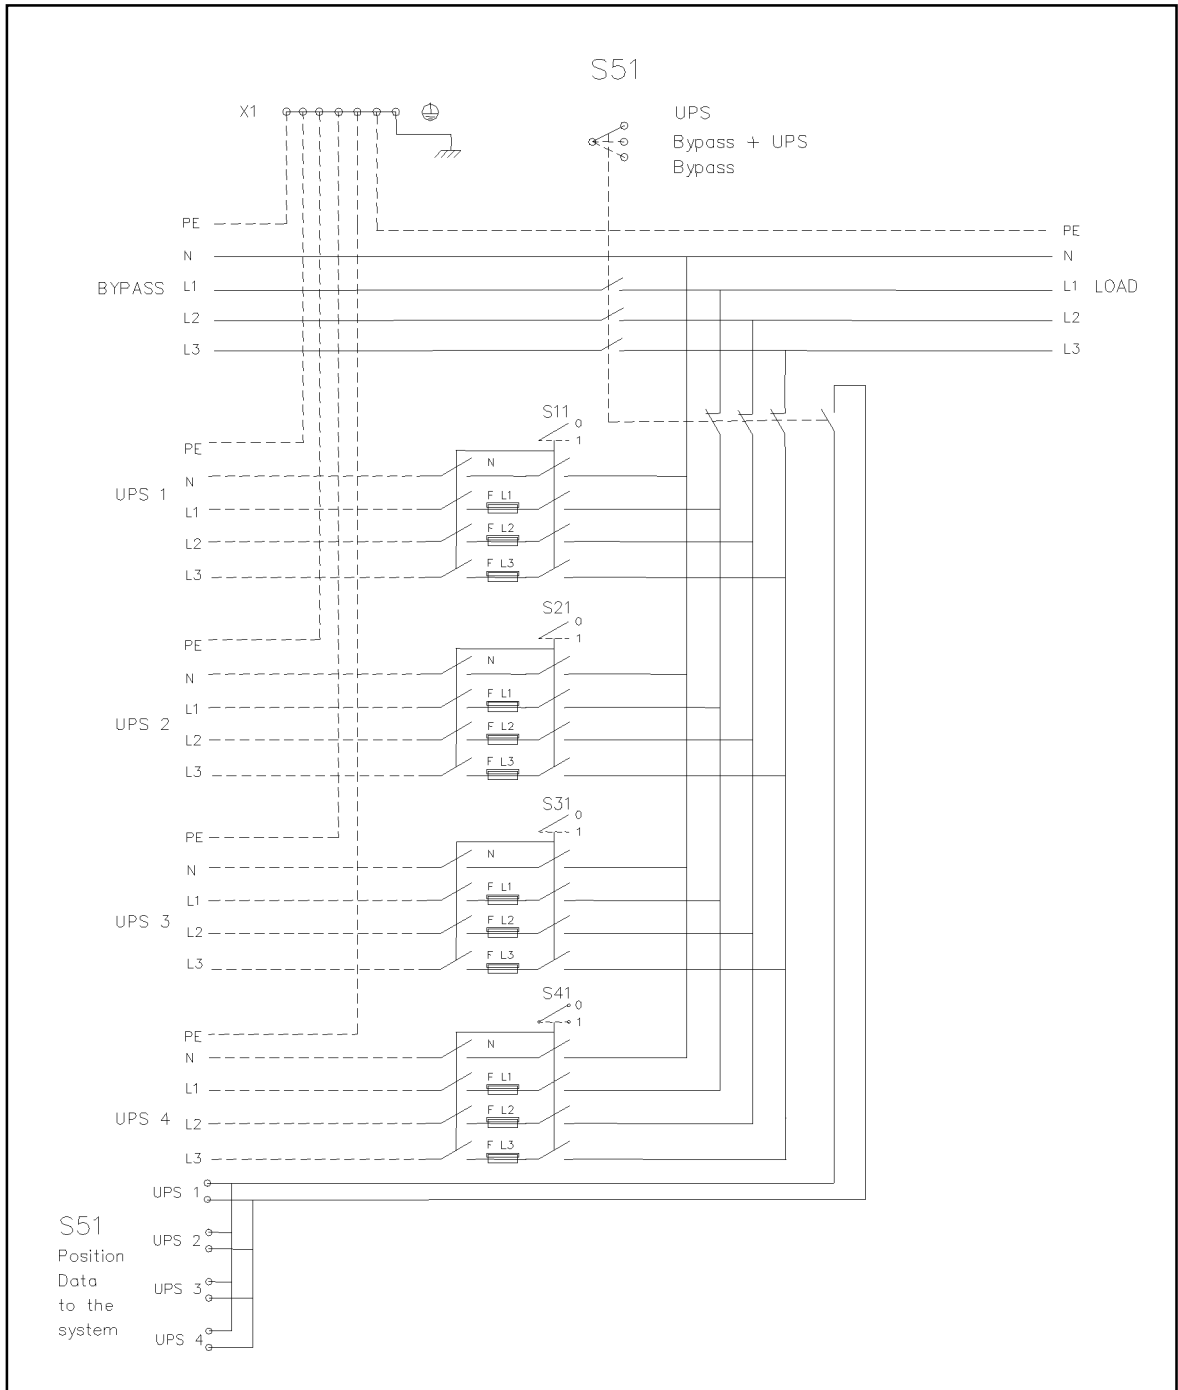 S51
X1
UPS
Bypass + UPS
Bypass
PE
PE
N
N
BYPASS L1
L1 LOAD
L2
L2
L3
L3
S11
0
1
PE
N
N
UPS 1
L1
F L1
L2
F L2
L3
F L3
S21
0
1
PE
N
N
UPS 2
L1
F L1
L2
F L2
L3
F L3
S31
0
1
PE
N
N
UPS 3
L1
F L1
L2
F L2
L3
F L3
S41
0
1
PE
N
N
UPS 4
L1
F L1
L2
F L2
L3
F L3
S51
Position
Data
to the
system
UPS 1
UPS 2
UPS 3
UPS 4